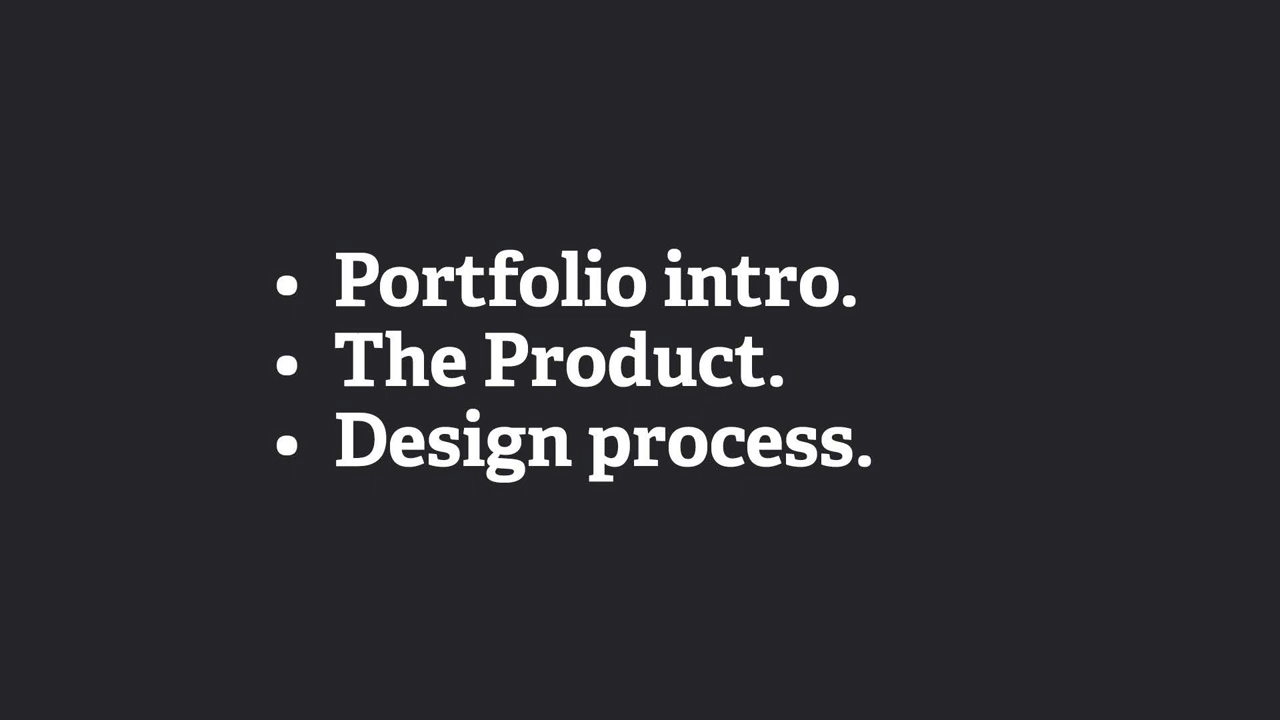 • Portfolio intro.
• The Product.
• Design process.